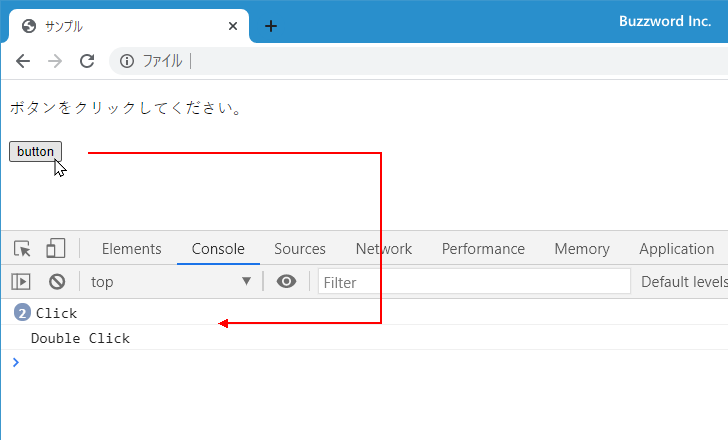 サンプル
Buzzword Inc.
ファイル
ボタンをクリックしてください。
button
Elements Console Sources Network Performance Memory Application
top Filter Default levels
2 Click
Double Click